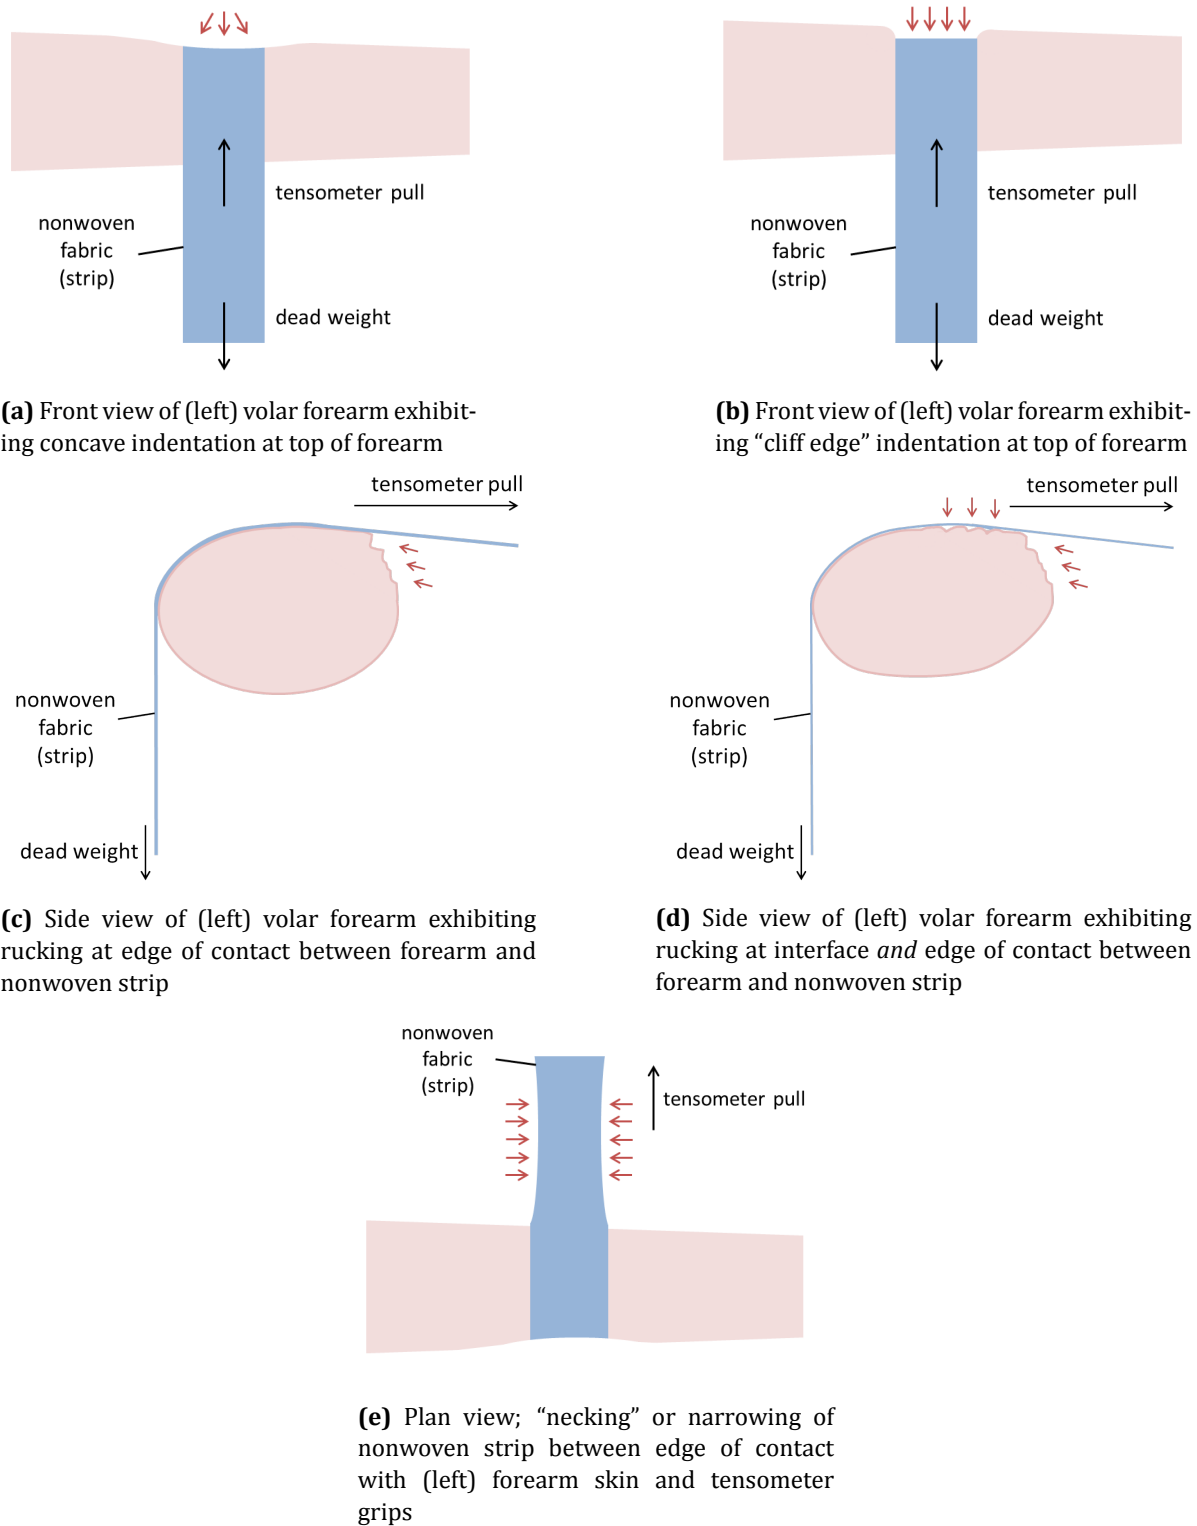 tensometer pull
nonwoven
fabric
(strip)
dead weight
tensometer pull
nonwoven
fabric
(strip)
dead weight
(a) Front view of (left) volar forearm exhibit-
ing concave indentation at top of forearm
(b) Front view of (left) volar forearm exhibit-
ing “cliff edge” indentation at top of forearm
tensometer pull
nonwoven
fabric
(strip)
dead weight
tensometer pull
nonwoven
fabric
(strip)
dead weight
(c) Side view of (left) volar forearm exhibiting
rucking at edge of contact between forearm and
nonwoven strip
(d) Side view of (left) volar forearm exhibiting
rucking at interface and edge of contact between
forearm and nonwoven strip
nonwoven
fabric
(strip)
tensometer pull
(e) Plan view; “necking” or narrowing of
nonwoven strip between edge of contact
with (left) forearm skin and tensometer
grips